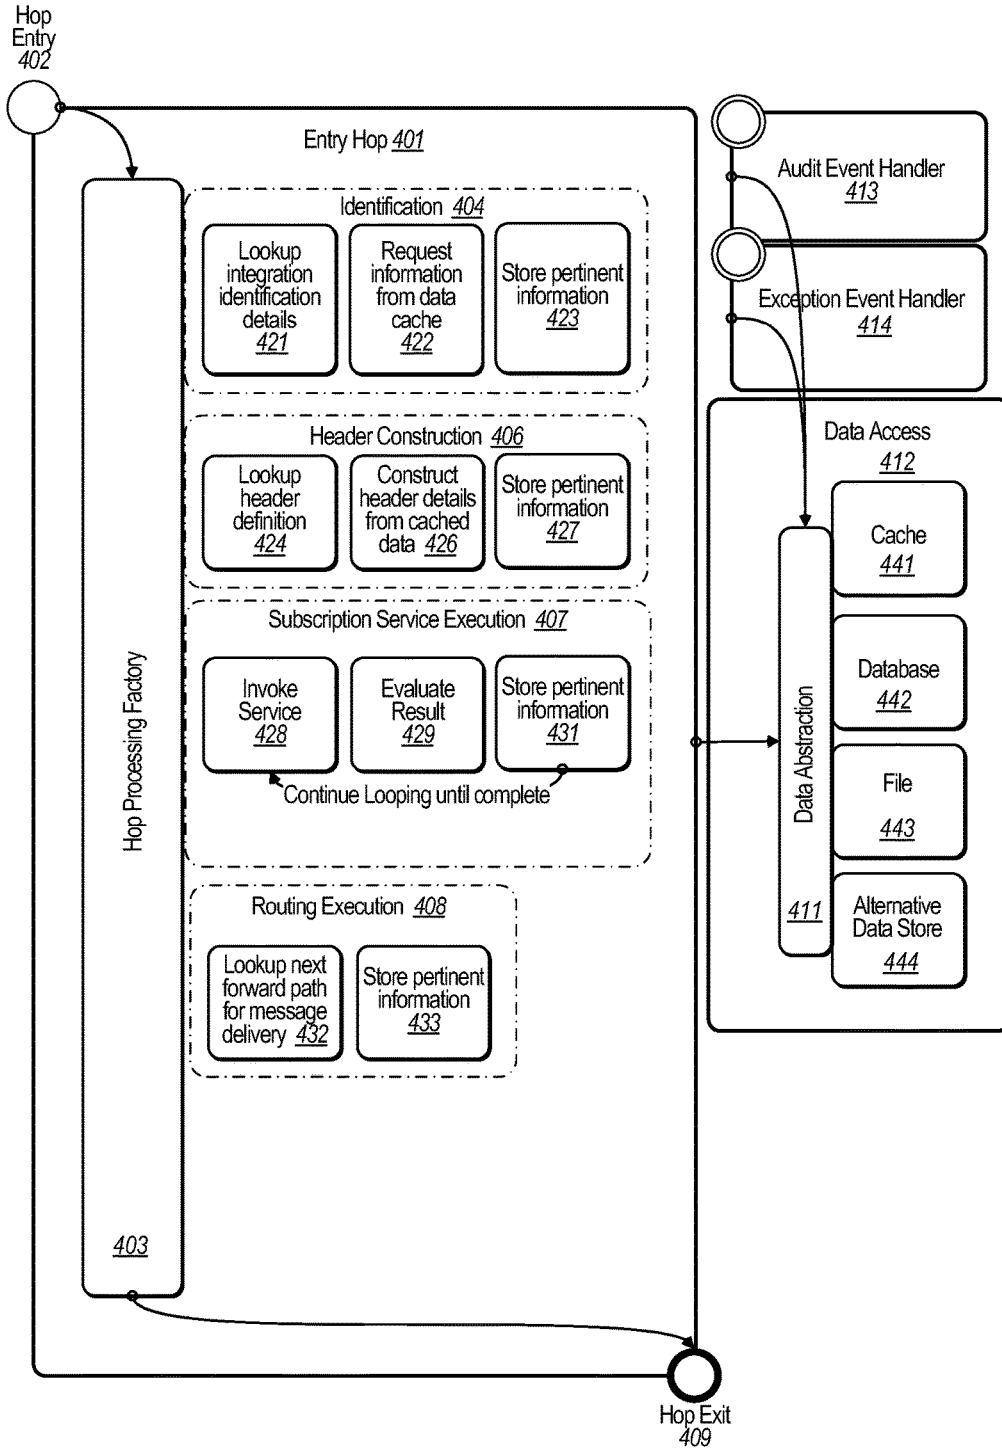 Hop
Entry
402
Entry Hop 401
Identification 404
Lookup
integration
identification
details
421
Request
information
from data
cache
422
Store pertinent
information
423
Header Construction 406
Lookup
header
definition
424
Construct
header details
from cached
data 426
Store pertinent
information
427
Subscription Service Execution 407
Invoke
Service
428
Evaluate
Result
429
Store pertinent
information
431
Continue Looping until complete
Routing Execution 408
Lookup next
forward path
for message
delivery 432
Store pertinent
information
433
Hop Processing Factory
403
Hop Exit
409
Audit Event Handler
413
Exception Event Handler
414
Data Access
412
Data Abstraction
411
Cache
441
Database
442
File
443
Alternative
Data Store
444